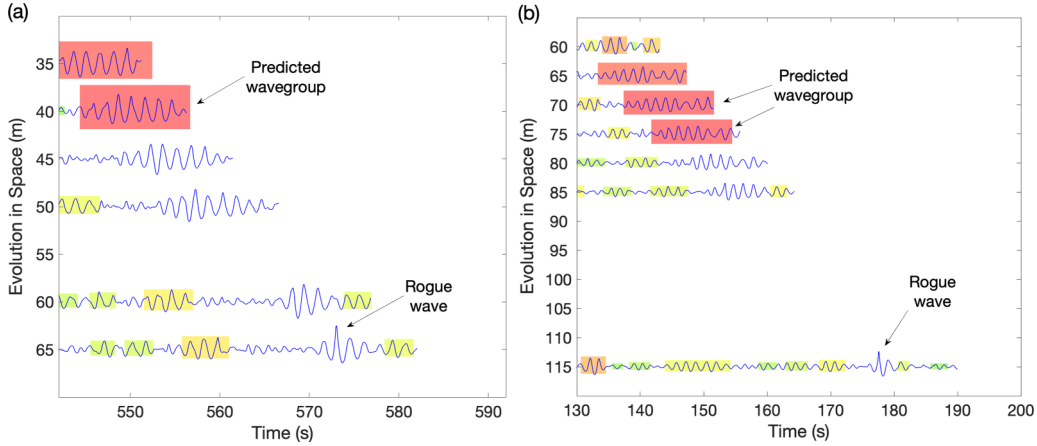 (a)
Evolution in Space (m)
35
40
45
50
55
60
65
Predicted
wavegroup
Rogue
wave
550
560
570
580
590
Time (s)
(b)
Evolution in Space (m)
60
65
70
75
80
85
90
95
100
105
110
115
Predicted
wavegroup
Rogue
wave
130
140
150
160
170
180
190
200
Time (s)